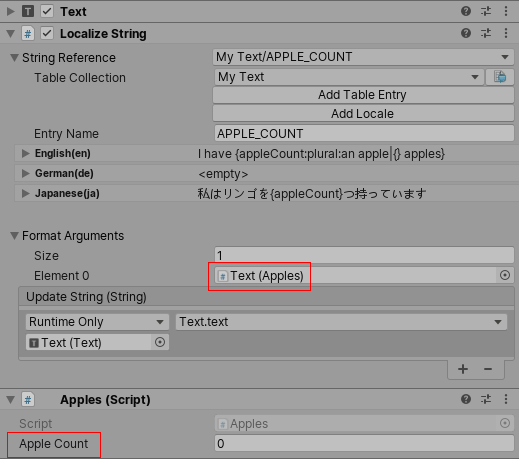 Text
Localize String
String Reference My Text/APPLE_COUNT
Table Collection My Text
Add Table Entry
Add Locale
Entry Name APPLE_COUNT
English(en) I have {appleCount:plural:an apple|{} apples}
German(de) <empty>
Japanese(ja) 私はリンゴを{appleCount}つ持っています
Format Arguments
Size 1
Element 0 # Text (Apples)
Update String (String)
Runtime Only Text.text
T Text (Text)
+ −
# Apples (Script)
Script # Apples
Apple Count 0